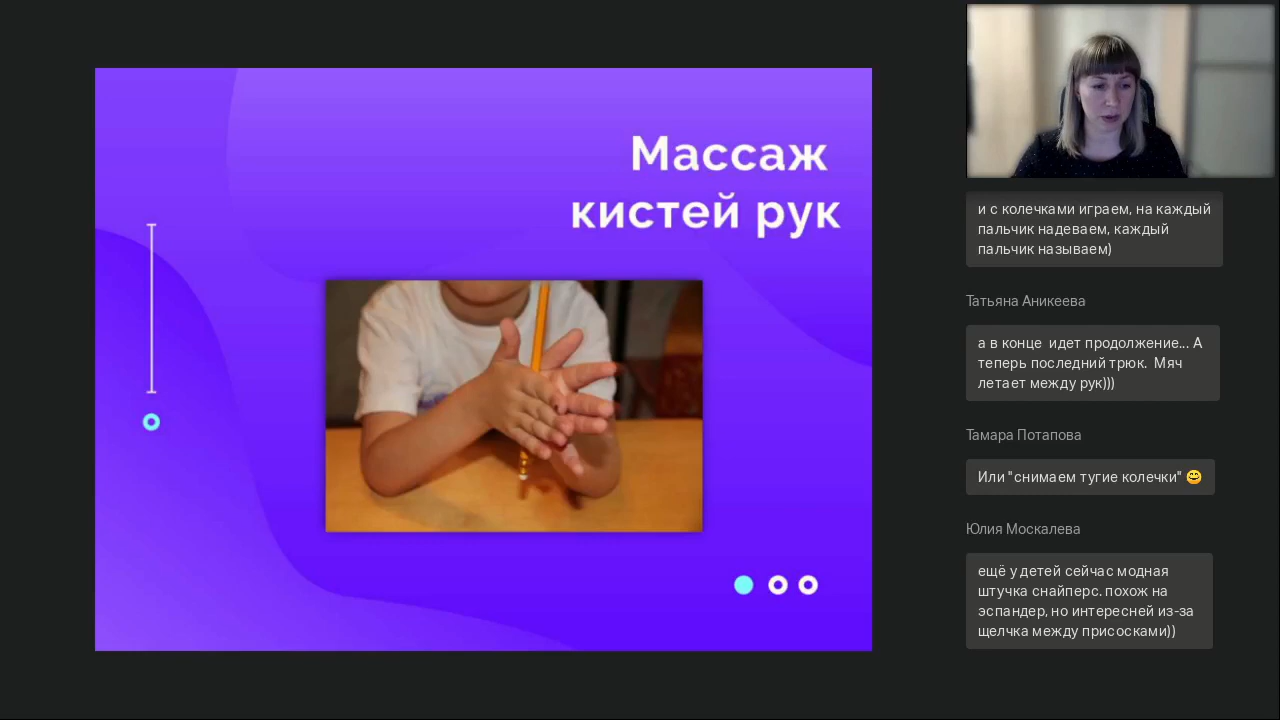 Массаж
кистей рук
и с колечками играем, на каждый
пальчик надеваем, каждый
пальчик называем)
Татьяна Аникеева
а в конце  идет продолжение... А
теперь последний трюк.  Мяч
летает между рук)))
Тамара Потапова
Или "снимаем тугие колечки" 😊
Юлия Москалева
ещё у детей сейчас модная
штучка снайперс. похож на
эспандер, но интересней из-за
щелчка между присосками))